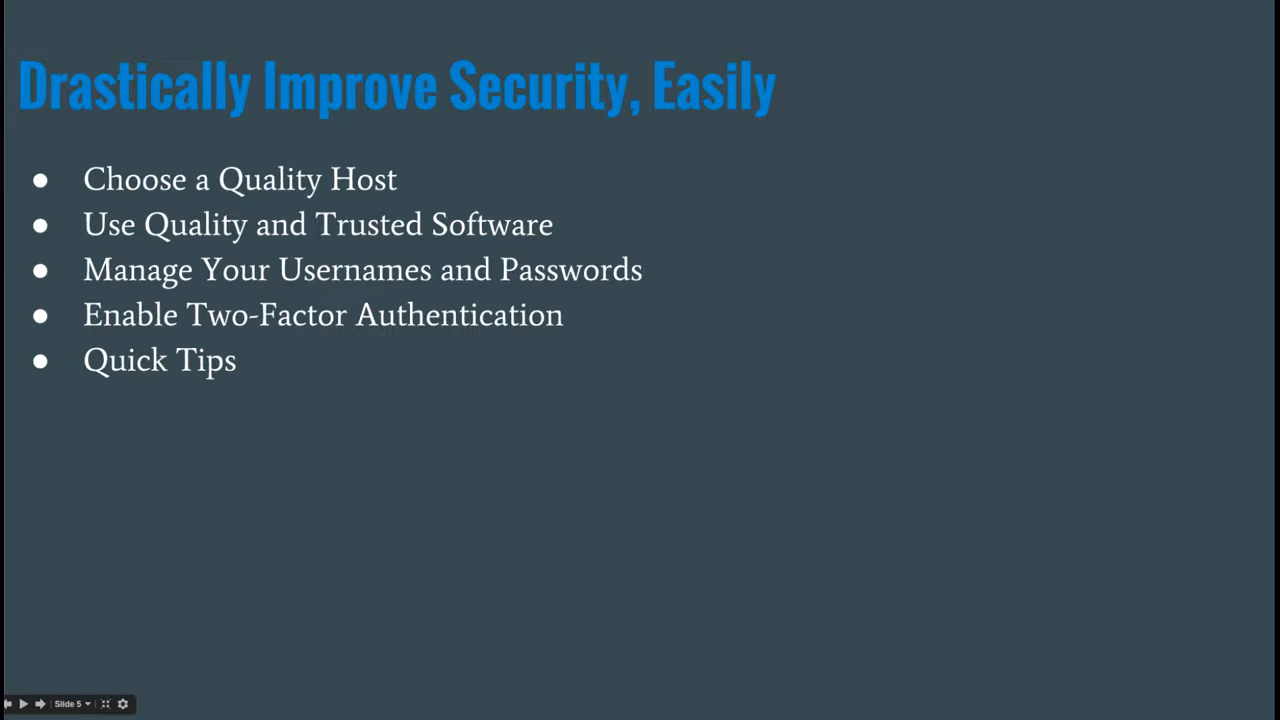 Drastically Improve Security, Easily
● Choose a Quality Host
● Use Quality and Trusted Software
● Manage Your Usernames and Passwords
● Enable Two-Factor Authentication
● Quick Tips
Slide 5